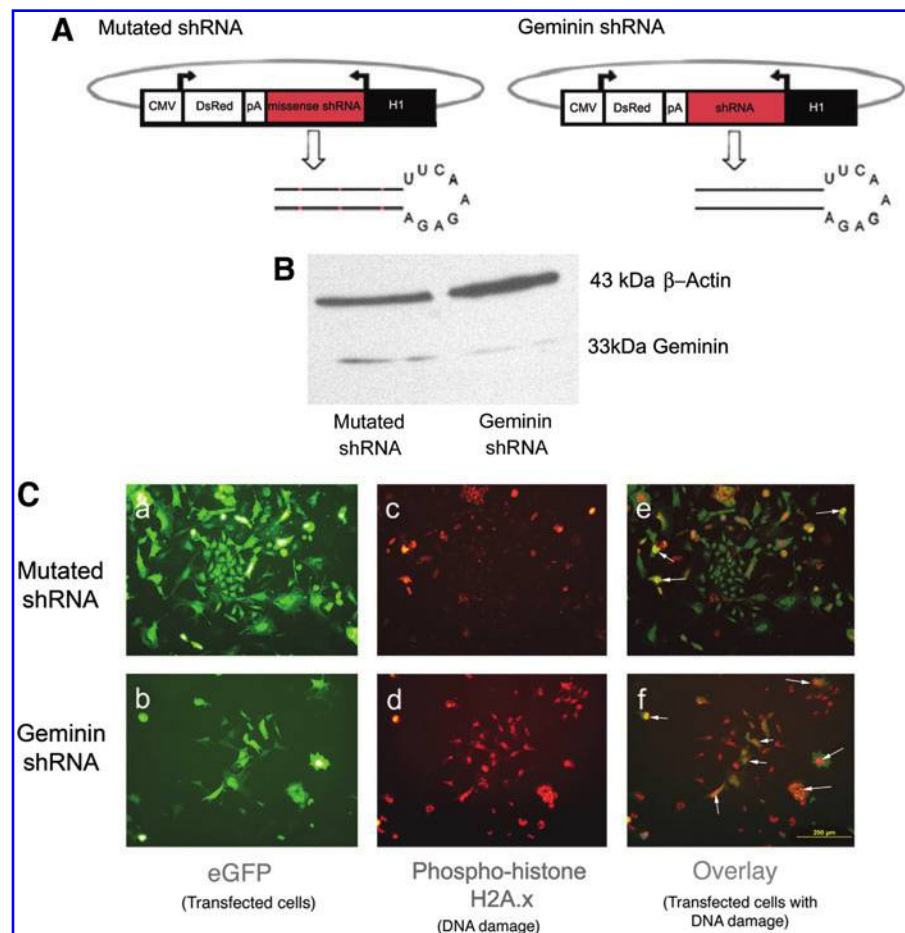 A
Mutated shRNA
Geminin shRNA
CMV DsRed pA missense shRNA H1
CMV DsRed pA shRNA H1
U U C A A G A G A
U U C A A G A G A
B
43 kDa β–Actin
33kDa Geminin
Mutated shRNA
Geminin shRNA
C
Mutated shRNA
a
c
e
Geminin shRNA
b
d
f
200 µm
eGFP
(Transfected cells)
Phospho-histone H2A.x
(DNA damage)
Overlay
(Transfected cells with DNA damage)